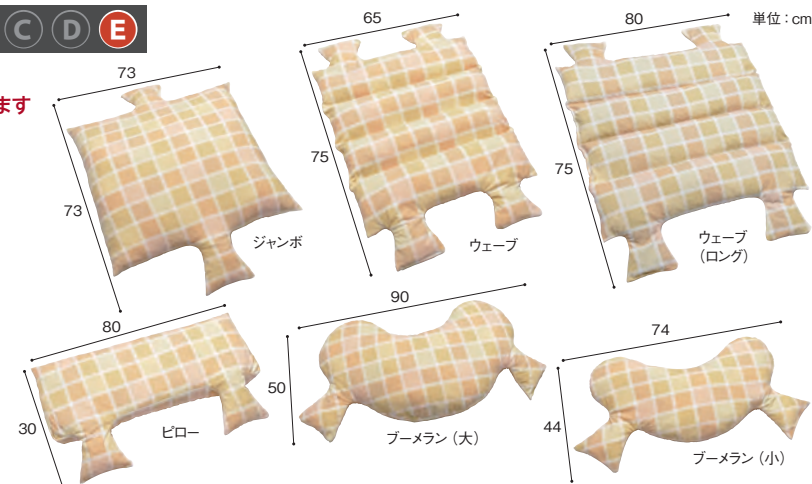 C D E
65
80
単位：cm
73
ます
75
75
73
ジャンボ
ウェーブ
ウェーブ
（ロング）
80
90
74
50
30
ピロー
44
ブーメラン（大）
ブーメラン（小）